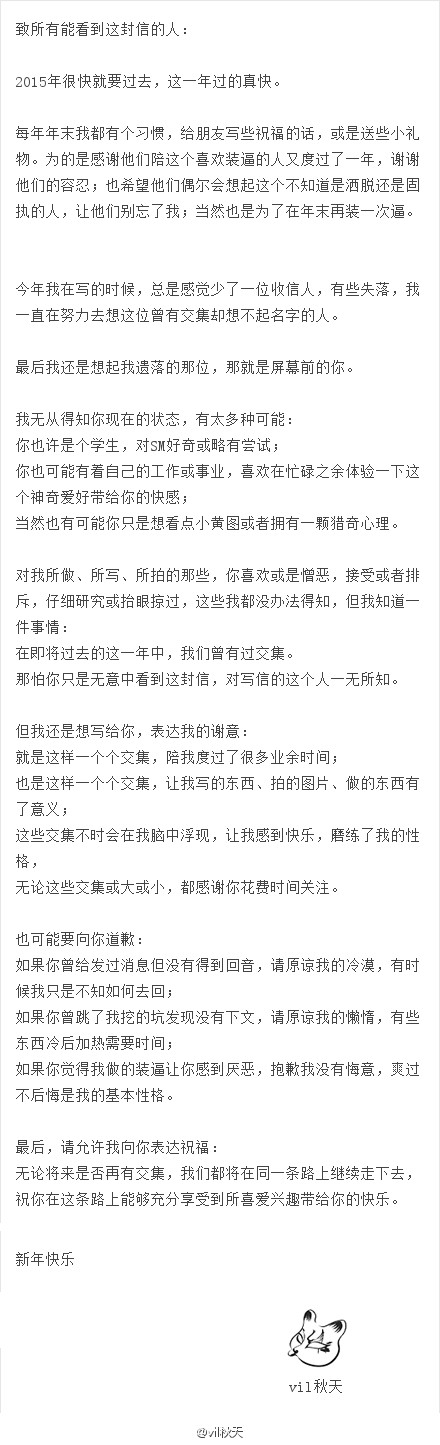 致所有能看到这封信的人：
2015年很快就要过去，这一年过的真快。
每年年末我都有个习惯，给朋友写些祝福的话，或是送些小礼
物。为的是感谢他们陪这个喜欢装逼的人又度过了一年，谢谢
他们的容忍；也希望他们偶尔会想起这个不知道是洒脱还是固
执的人，让他们别忘了我；当然也是为了在年末再装一次逼。
今年我在写的时候，总是感觉少了一位收信人，有些失落，我
一直在努力去想这位曾有交集却想不起名字的人。
最后我还是想起我遗落的那位，那就是屏幕前的你。
我无从得知你现在的状态，有太多种可能：
你也许是个学生，对SM好奇或略有尝试；
你也可能有着自己的工作或事业，喜欢在忙碌之余体验一下这
个神奇爱好带给你的快感；
当然也有可能你只是想看点小黄图或者拥有一颗猎奇心理。
对我所做、所写、所拍的那些，你喜欢或是憎恶，接受或者排
斥，仔细研究或抬眼掠过，这些我都没办法得知，但我知道一
件事情：
在即将过去的这一年中，我们曾有过交集。
那怕你只是无意中看到这封信，对写信的这个人一无所知。
但我还是想写给你，表达我的谢意：
就是这样一个个交集，陪我度过了很多业余时间；
也是这样一个个交集，让我写的东西、拍的图片、做的东西有
了意义；
这些交集不时会在我脑中浮现，让我感到快乐，磨练了我的性
格，
无论这些交集或大或小，都感谢你花费时间关注。
也可能要向你道歉：
如果你曾给发过消息但没有得到回音，请原谅我的冷漠，有时
候我只是不知如何去回；
如果你曾跳了我挖的坑发现没有下文，请原谅我的懒惰，有些
东西冷后加热需要时间；
如果你觉得我做的装逼让你感到厌恶，抱歉我没有悔意，爽过
不后悔是我的基本性格。
最后，请允许我向你表达祝福：
无论将来是否再有交集，我们都将在同一条路上继续走下去，
祝你在这条路上能够充分享受到所喜爱兴趣带给你的快乐。
新年快乐
vil秋天
@vil秋天